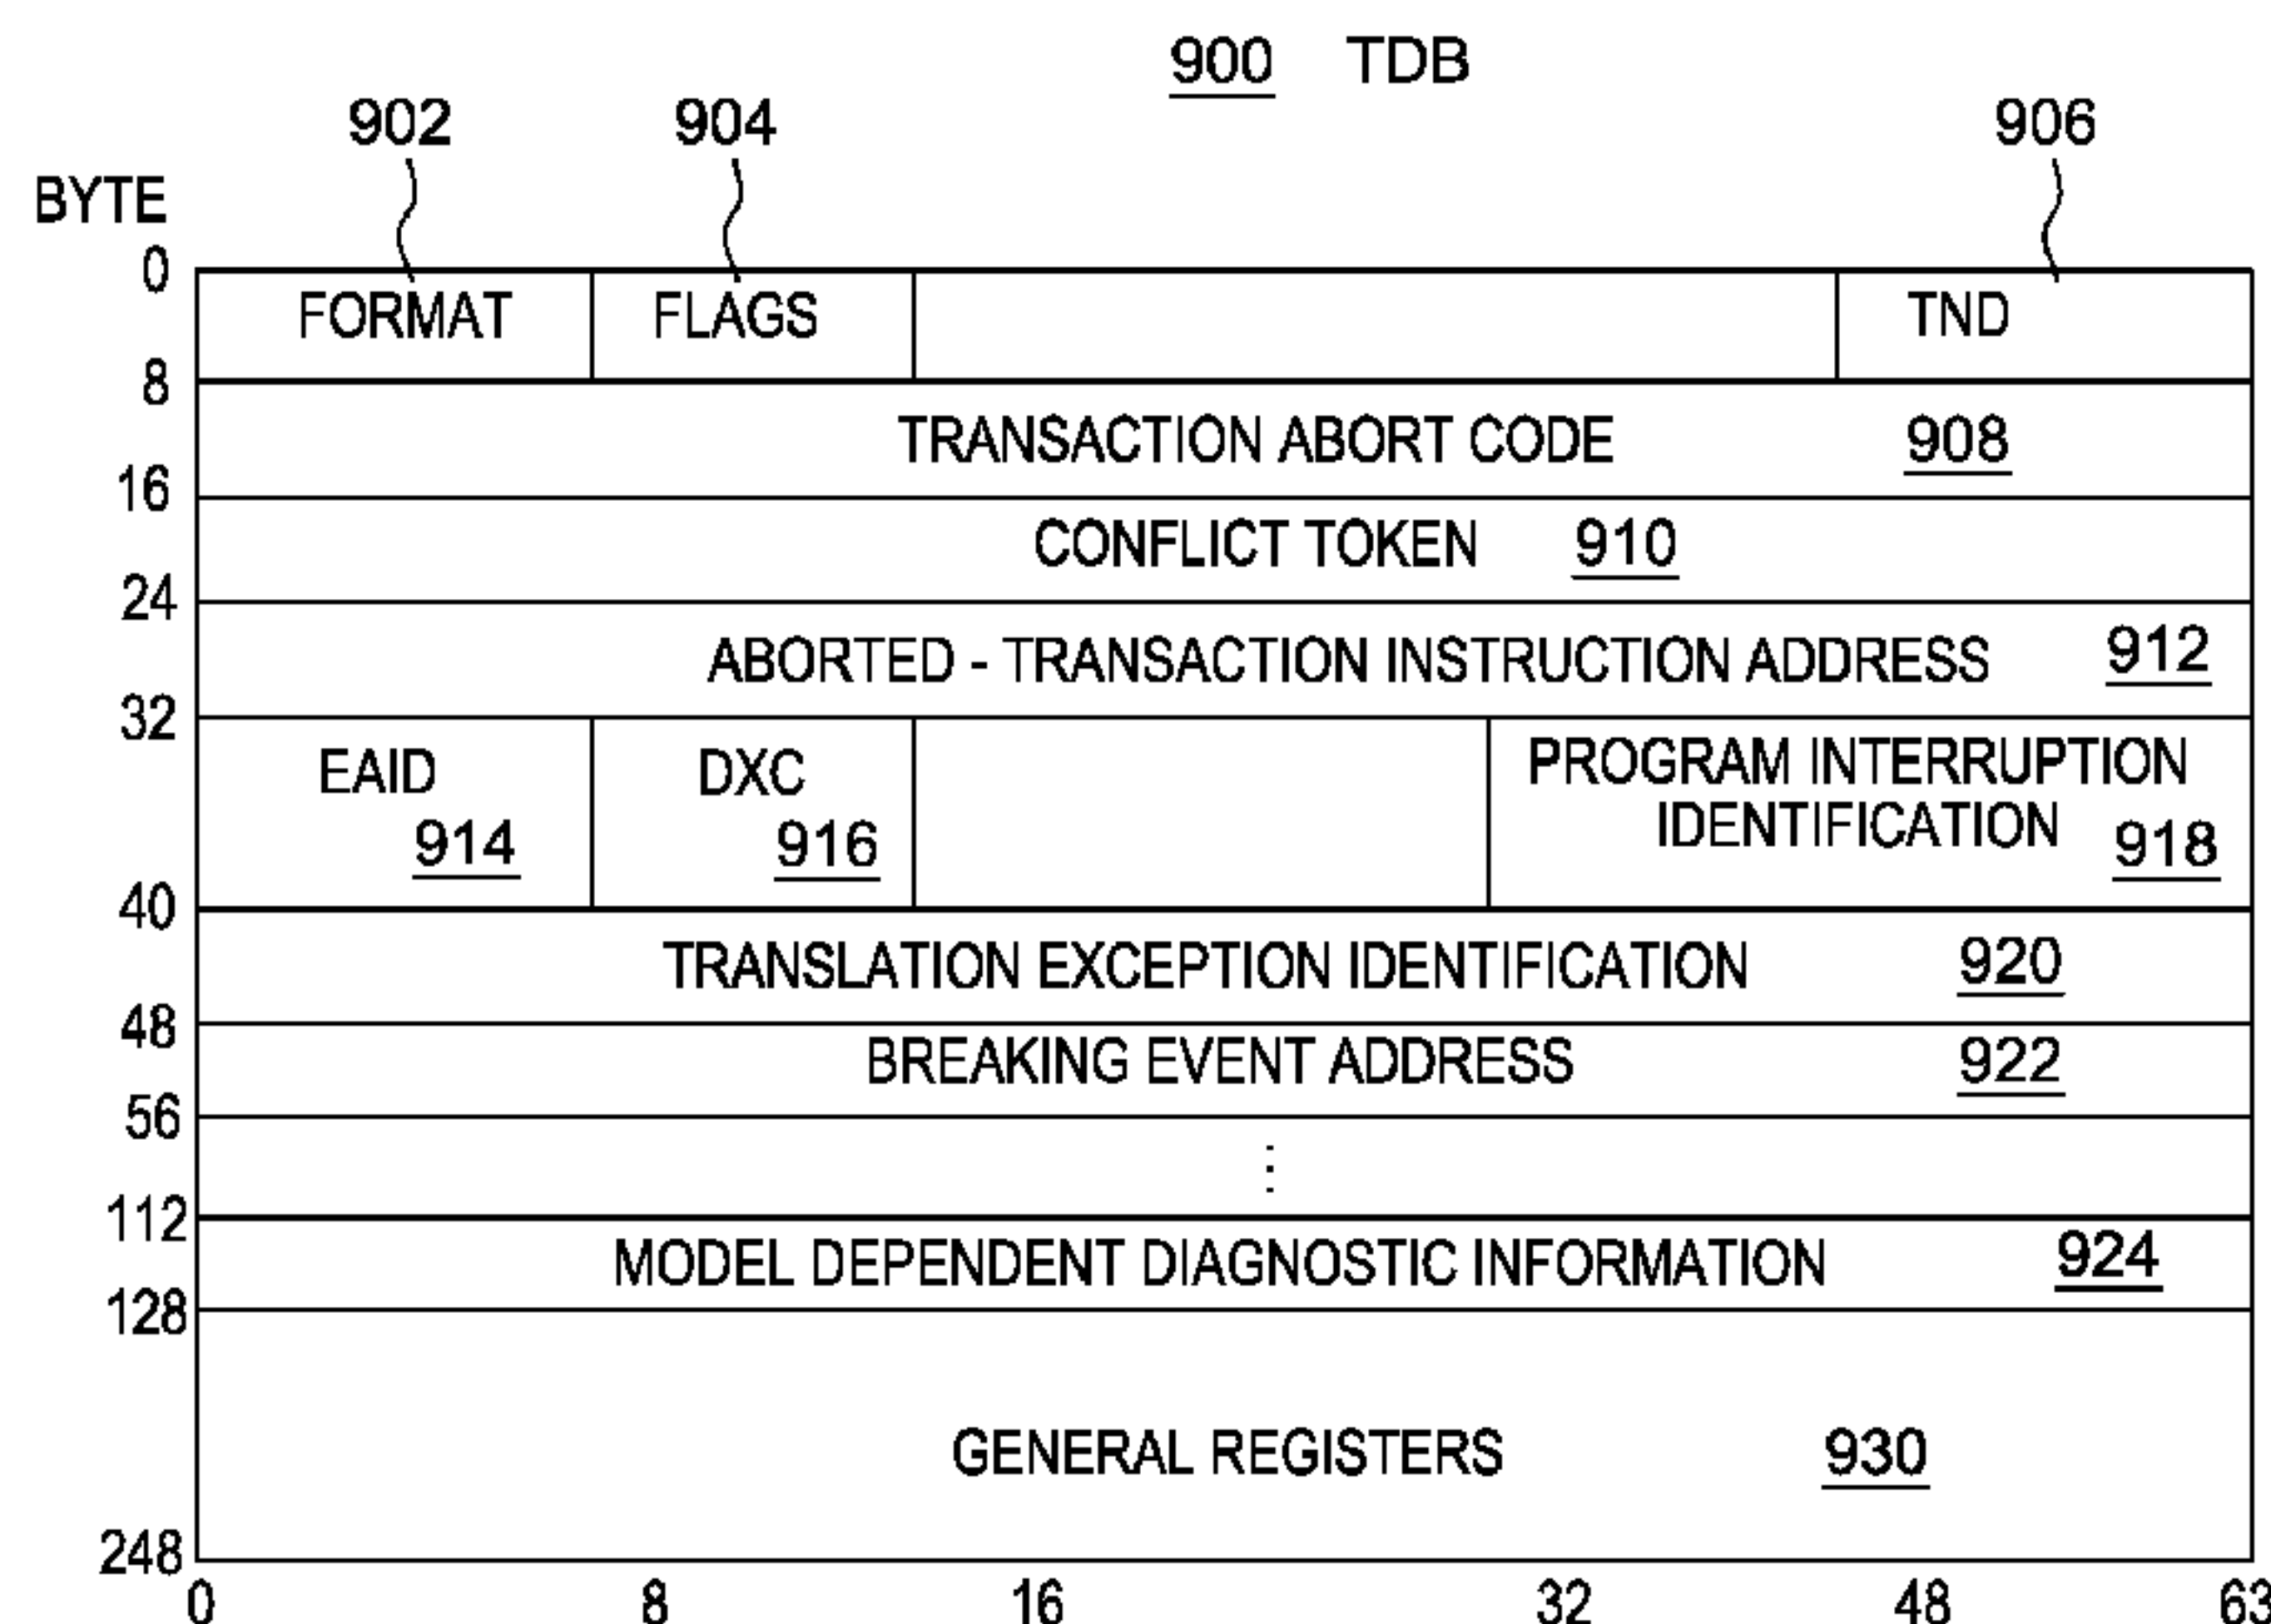 900 TDB
902 904 906
BYTE
0
FORMAT FLAGS TND
8
TRANSACTION ABORT CODE 908
16
CONFLICT TOKEN 910
24
ABORTED - TRANSACTION INSTRUCTION ADDRESS 912
32
EAID DXC PROGRAM INTERRUPTION
IDENTIFICATION
914 916 918
40
TRANSLATION EXCEPTION IDENTIFICATION 920
48
BREAKING EVENT ADDRESS 922
56
⋮
112
MODEL DEPENDENT DIAGNOSTIC INFORMATION 924
128
GENERAL REGISTERS 930
248
0 8 16 32 48 63